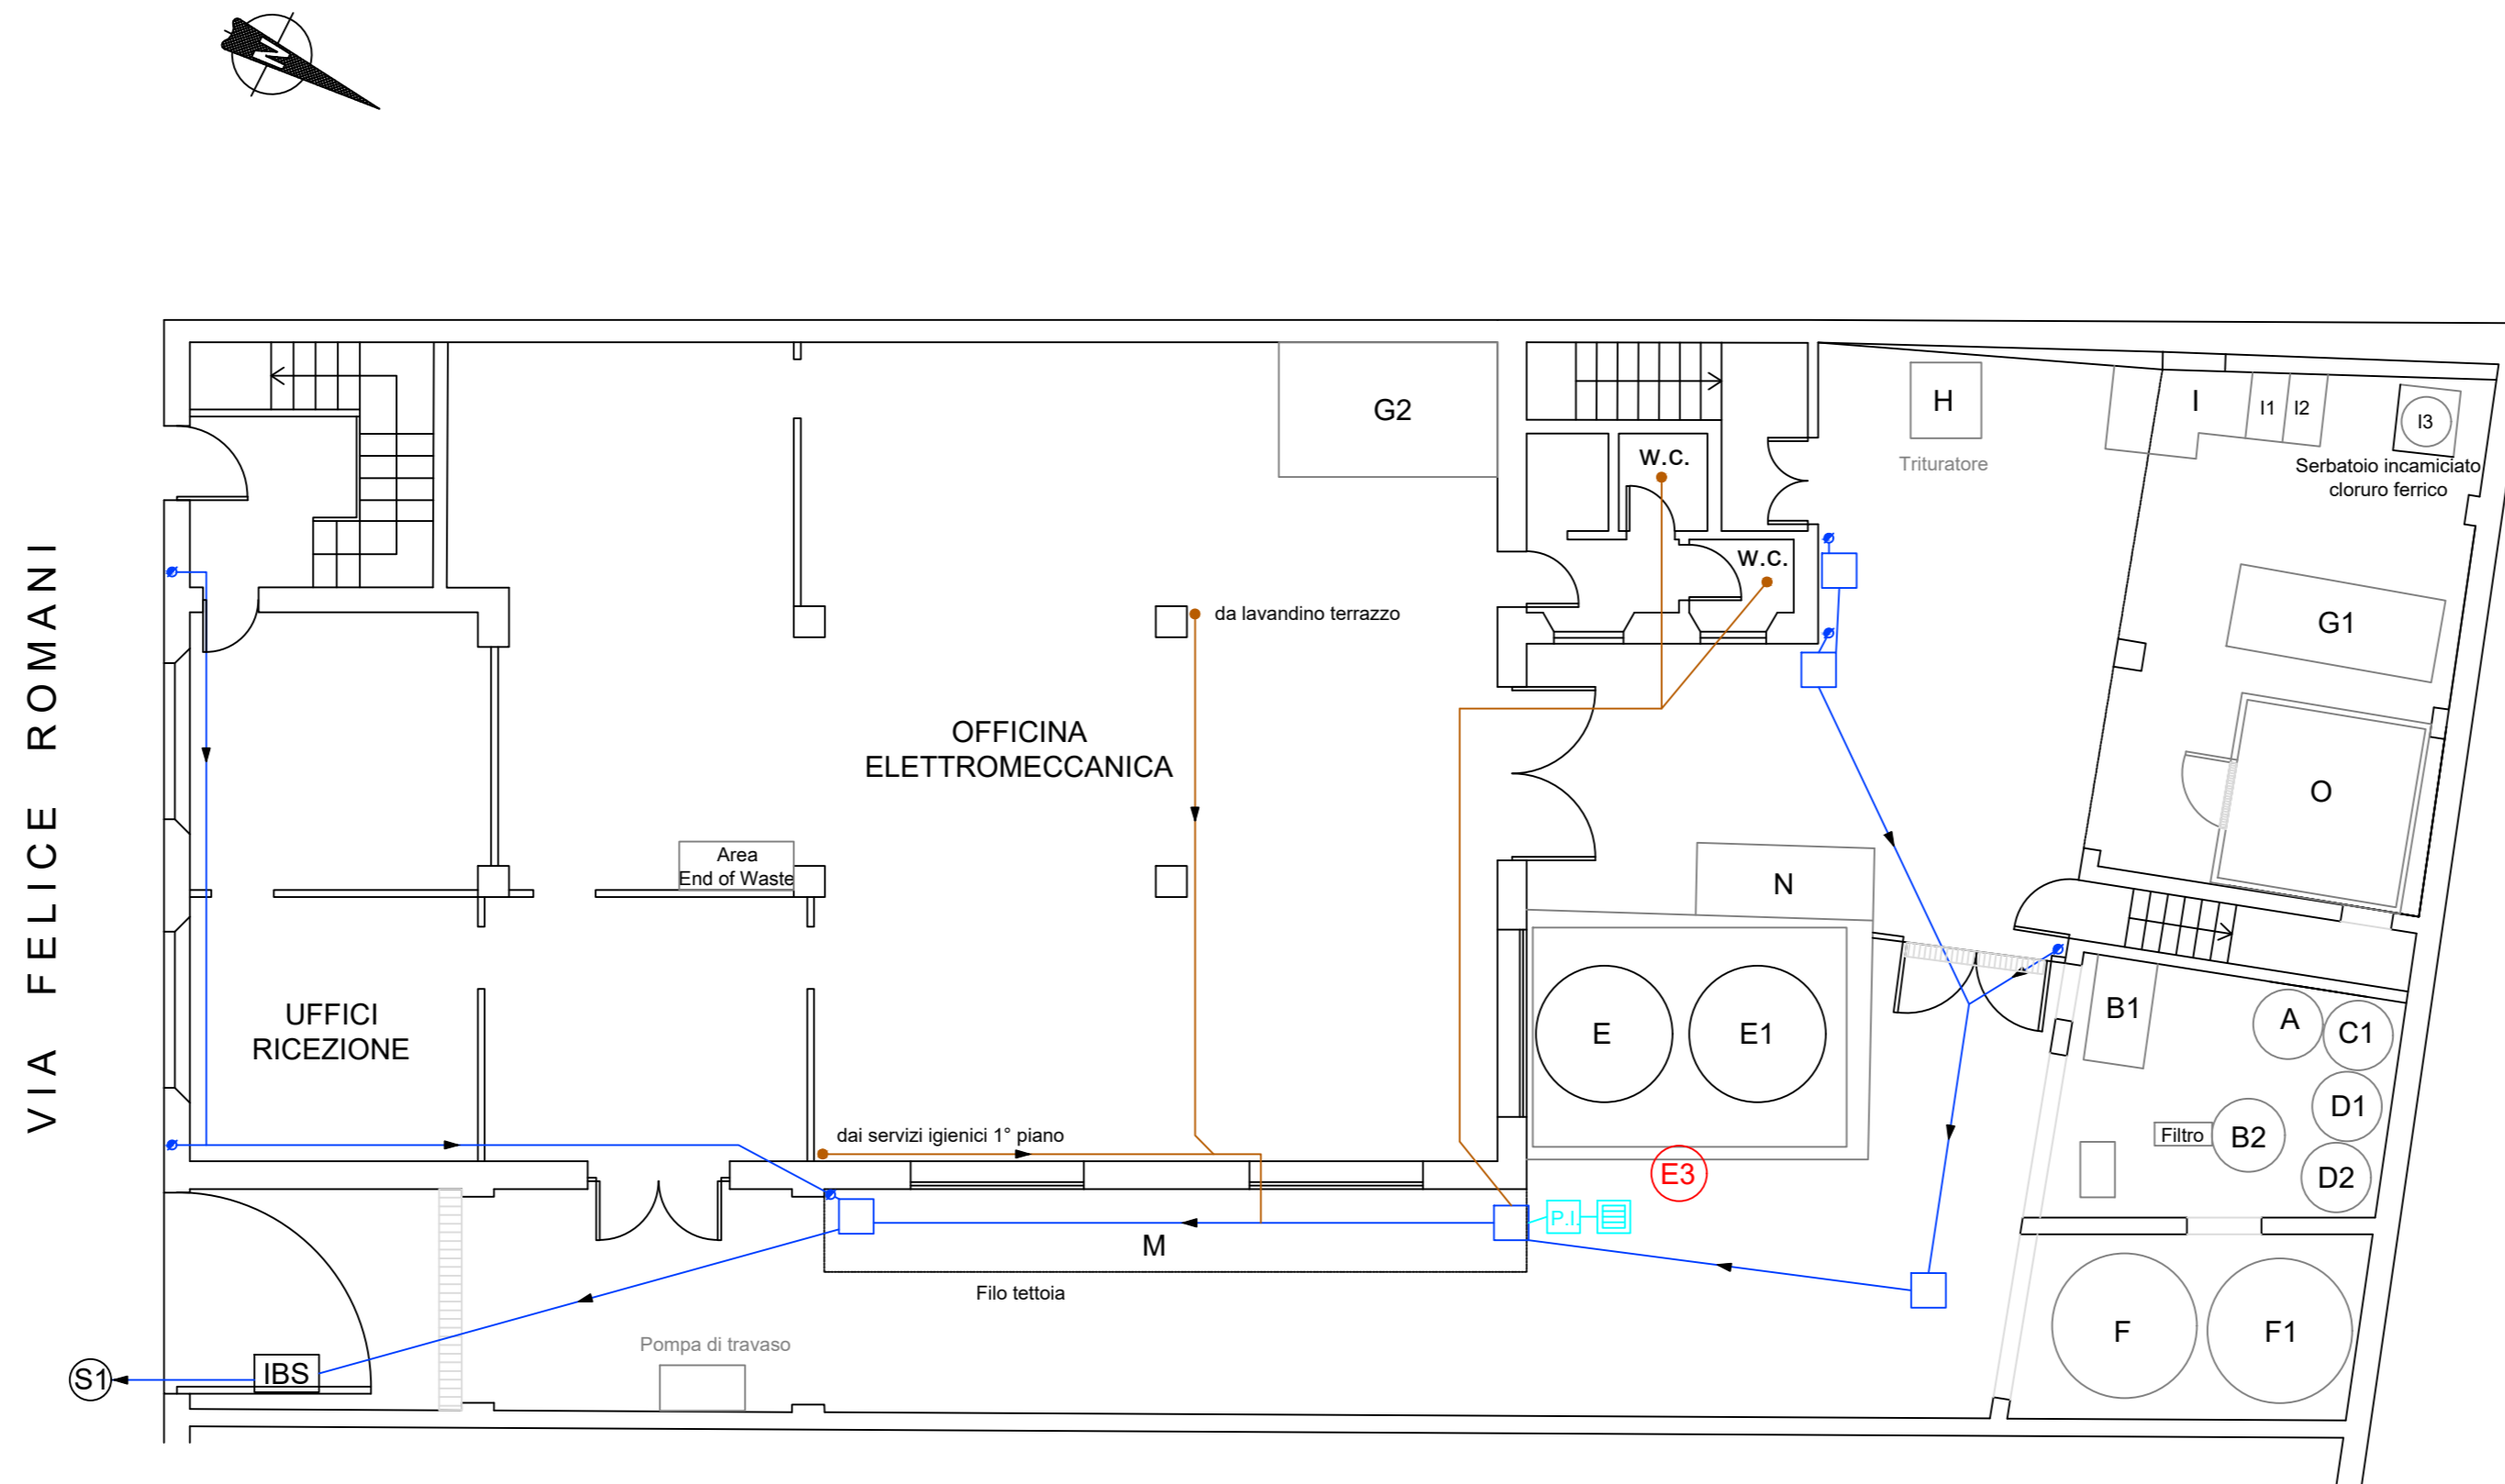 N
VIA FELICE ROMANI
G2
W.C.
W.C.
H
Trituratore
I
I1
I2
I3
Serbatoio incamiciato
cloruro ferrico
da lavandino terrazzo
G1
OFFICINA
ELETTROMECCANICA
O
Area
End of Waste
N
UFFICI
RICEZIONE
E
E1
B1
A
C1
D1
dai servizi igienici 1° piano
Filtro
B2
E3
D2
P.I.
M
Filo tettoia
Pompa di travaso
F
F1
S1
IBS